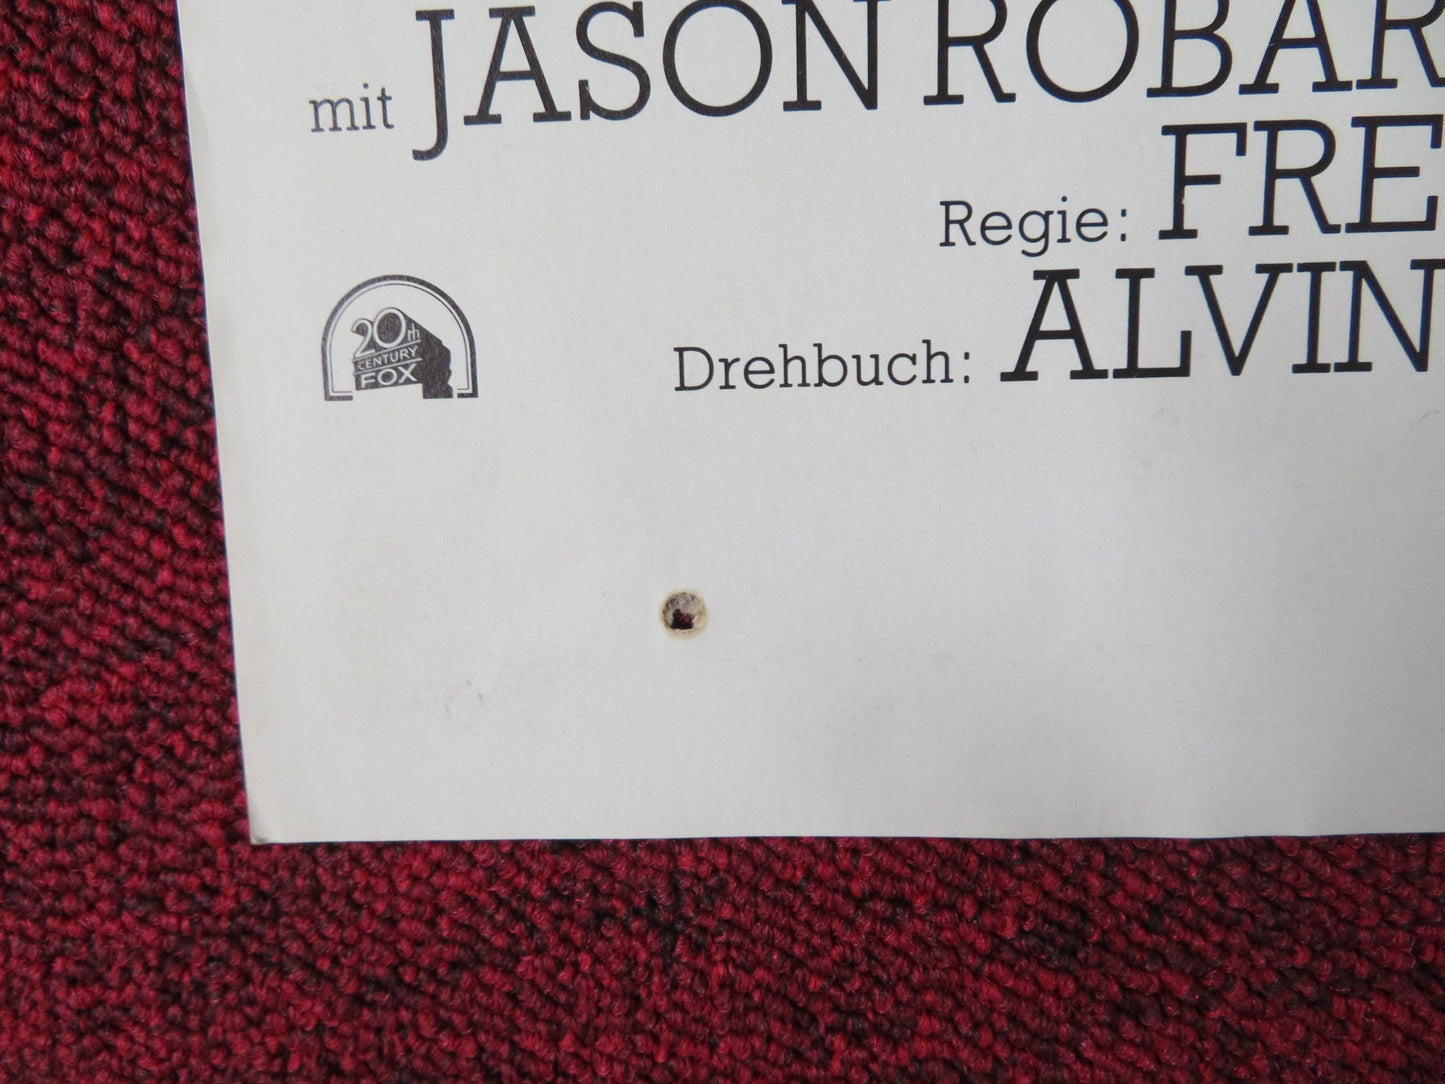 mit JASON ROBAR
Regie: FRE
20th
CENTURY
FOX
Drehbuch: ALVIN